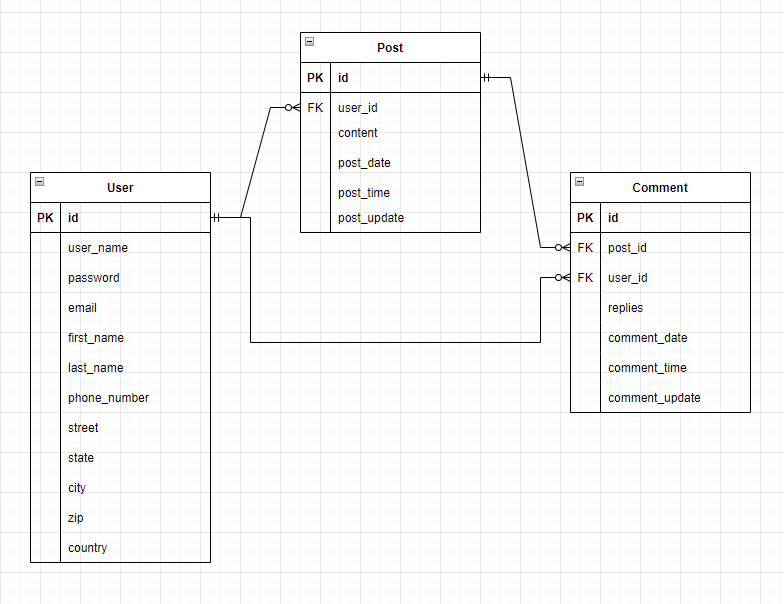 Post
PK id
FK user_id
content
post_date
post_time
post_update
User
PK id
user_name
password
email
first_name
last_name
phone_number
street
state
city
zip
country
Comment
PK id
FK post_id
FK user_id
replies
comment_date
comment_time
comment_update